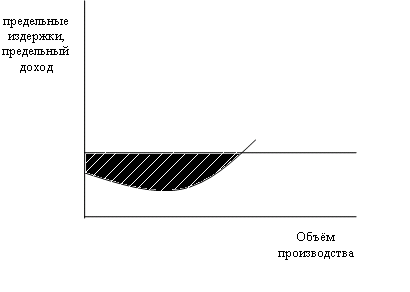 предельные
издержки,
предельный
доход
Объём
производства